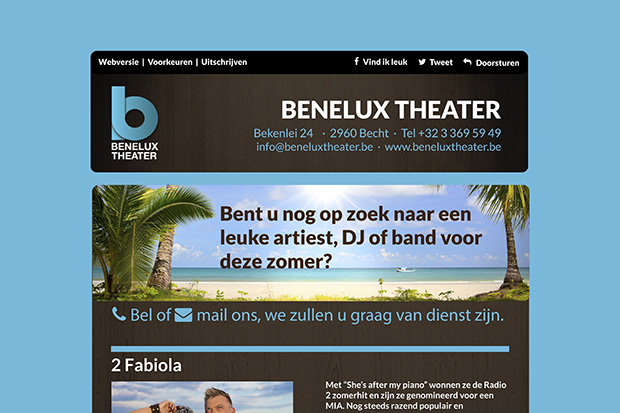 Webversie | Voorkeuren | Uitschrijven
Vind ik leuk Tweet Doorsturen
b
BENELUX
THEATER
BENELUX THEATER
Bekenlei 24 · 2960 Becht · Tel +32 3 369 59 49
info@beneluxtheater.be · www.beneluxtheater.be
Bent u nog op zoek naar een
leuke artiest, DJ of band voor
deze zomer?
Bel of mail ons, we zullen u graag van dienst zijn.
2 Fabiola
Met “She’s after my piano” wonnen ze de Radio
2 zomerhit en zijn ze genomineerd voor een
MIA. Nog steeds razend populair en